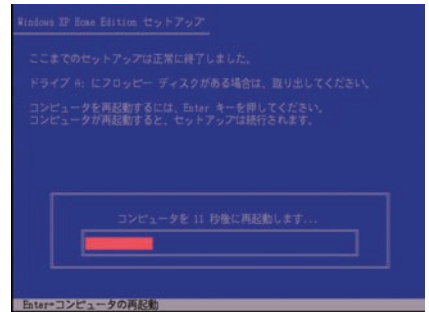 Windows XP Home Edition セットアップ
ここまでのセットアップは正常に終了しました。
ドライブ A: にフロッピー ディスクがある場合は、取り出してください。
コンピュータを再起動するには、Enter キーを押してください。
コンピュータが再起動すると、セットアップは続行されます。
コンピュータを 11 秒後に再起動します...
Enter=コンピュータの再起動